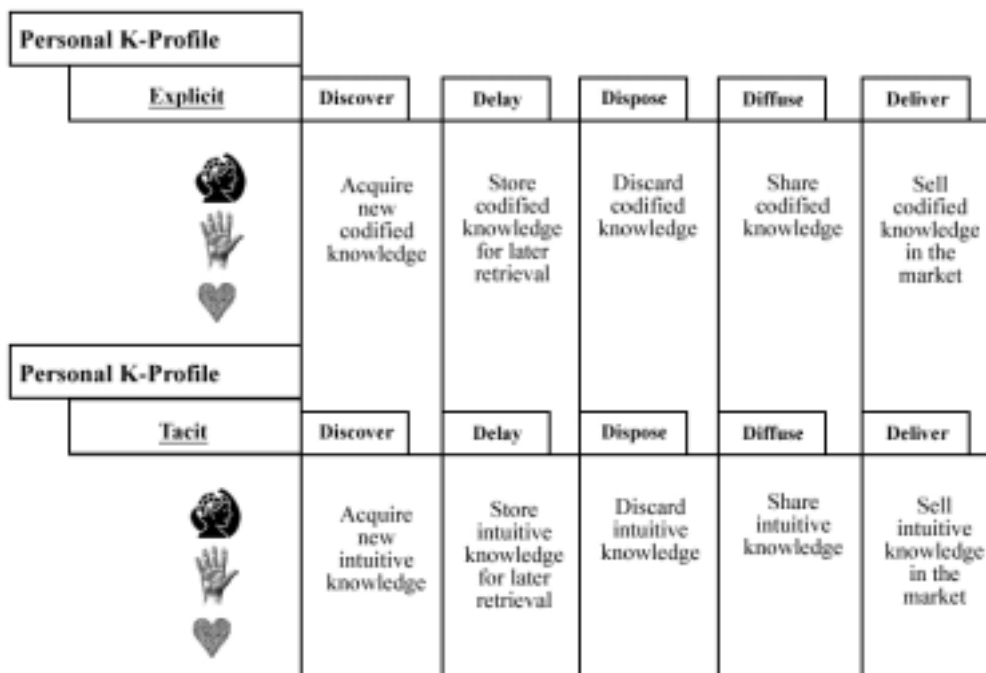 Personal K-Profile
Explicit
Discover
Delay
Dispose
Diffuse
Deliver
Acquire
new
codified
knowledge
Store
codified
knowledge
for later
retrieval
Discard
codified
knowledge
Share
codified
knowledge
Sell
codified
knowledge
in the
market
Personal K-Profile
Tacit
Discover
Delay
Dispose
Diffuse
Deliver
Acquire
new
intuitive
knowledge
Store
intuitive
knowledge
for later
retrieval
Discard
intuitive
knowledge
Share
intuitive
knowledge
Sell
intuitive
knowledge
in the
market